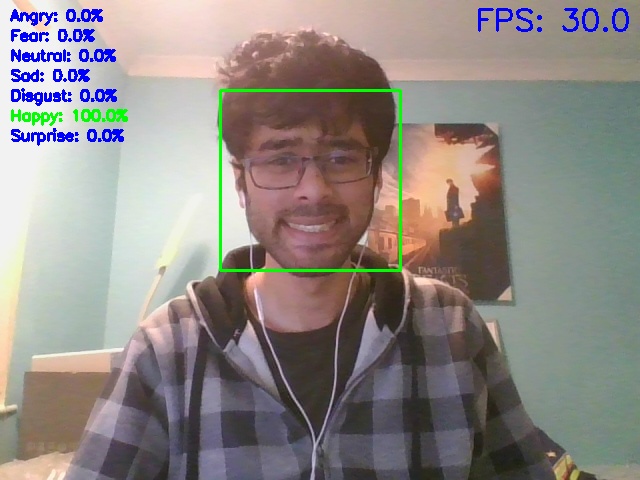 Angry: 0.0%
Fear: 0.0%
Neutral: 0.0%
Sad: 0.0%
Disgust: 0.0%
Happy: 100.0%
Surprise: 0.0%
FPS: 30.0
FANTASTIC